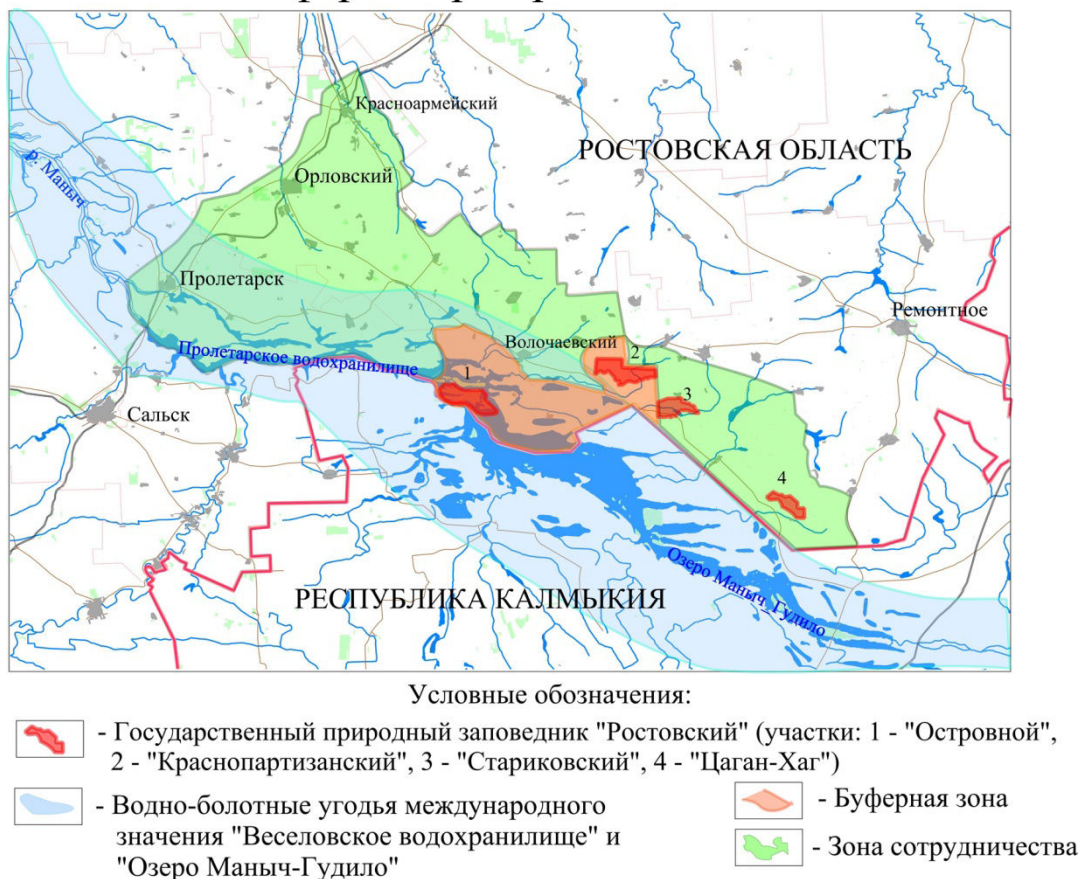 Красноармейский
РОСТОВСКАЯ ОБЛАСТЬ
Орловский
р. Маныч
Пролетарск
Ремонтное
Волочаевский
2
Пролетарское водохранилище
1
3
Сальск
4
Озеро Маныч_Гудило
РЕСПУБЛИКА КАЛМЫКИЯ
Условные обозначения:
- Государственный природный заповедник "Ростовский" (участки: 1 - "Островной",
2 - "Краснопартизанский", 3 - "Стариковский", 4 - "Цаган-Хаг")
- Водно-болотные угодья международного
значения "Веселовское водохранилище" и
"Озеро Маныч-Гудило"
- Буферная зона
- Зона сотрудничества